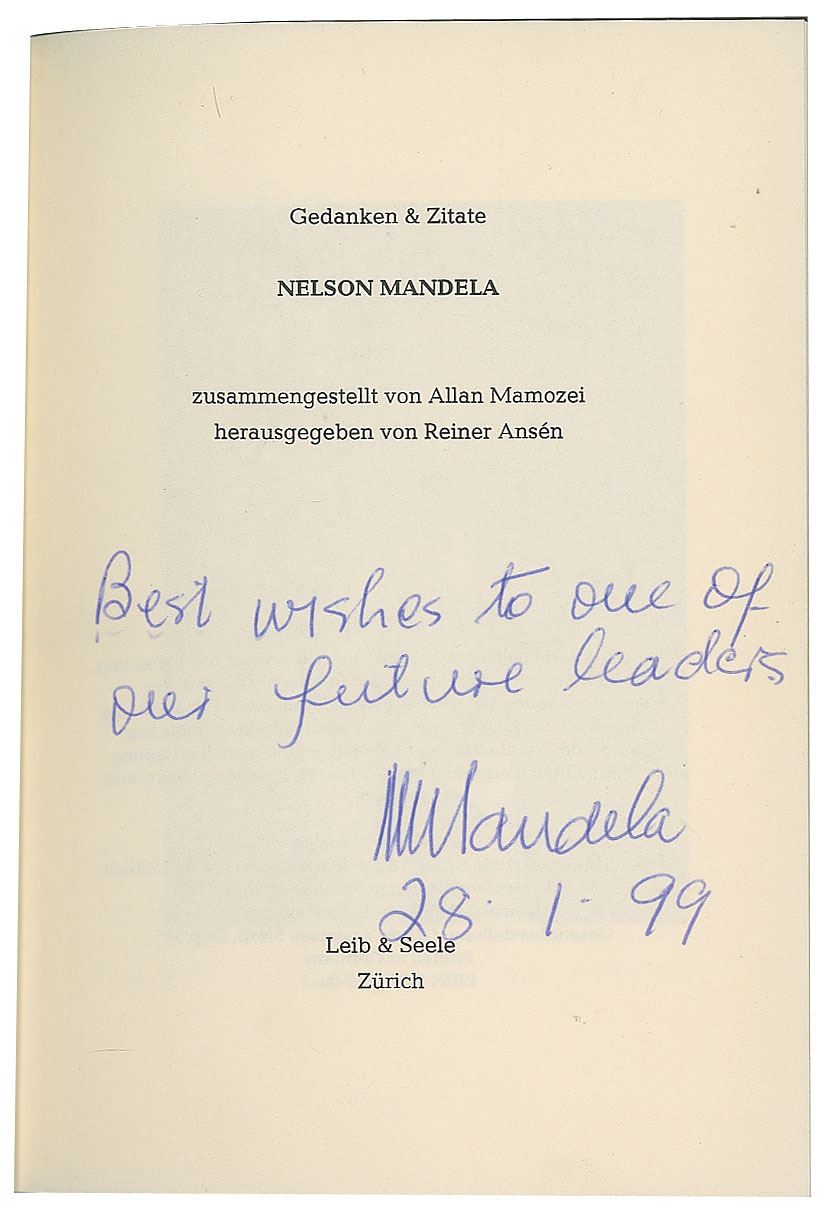 Gedanken & Zitate
NELSON MANDELA
zusammengestellt von Allan Mamozei
herausgegeben von Reiner Ansén
Best wishes to one of
our future leaders
NMandela
28. 1. 99
Leib & Seele
Zürich